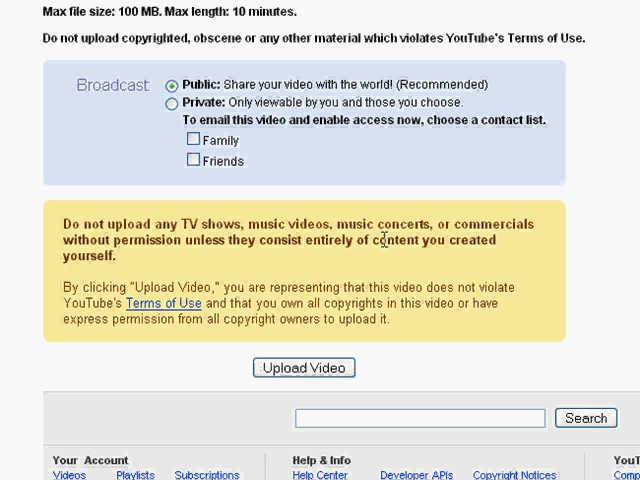 Max file size: 100 MB. Max length: 10 minutes.
Do not upload copyrighted, obscene or any other material which violates YouTube's Terms of Use.
Broadcast
Public: Share your video with the world! (Recommended)
Private: Only viewable by you and those you choose.
To email this video and enable access now, choose a contact list.
Family
Friends
Do not upload any TV shows, music videos, music concerts, or commercials
without permission unless they consist entirely of content you created
yourself.
By clicking "Upload Video," you are representing that this video does not violate
YouTube's Terms of Use and that you own all copyrights in this video or have
express permission from all copyright owners to upload it.
Upload Video
Search
Your Account
Help & Info
YouT
Videos Playlists Subscriptions
Help Center Developer APIs Copyright Notices
Comp